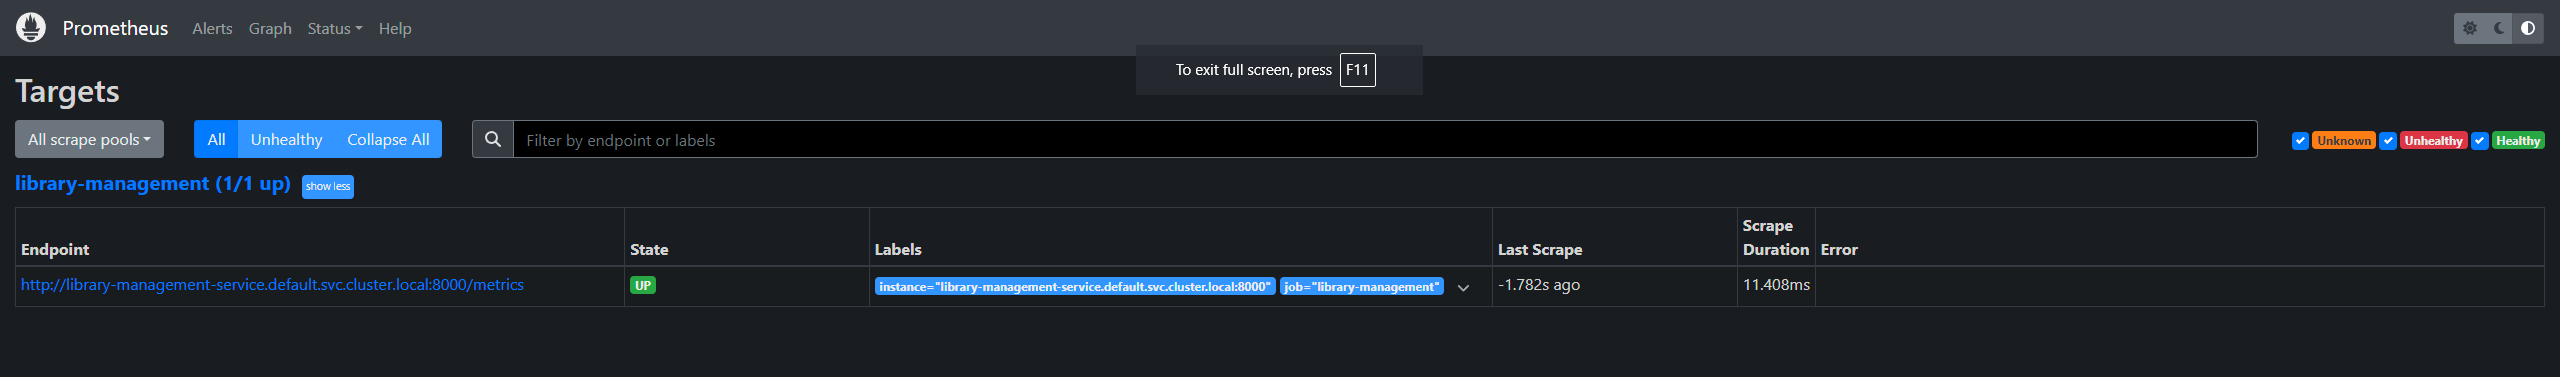 Prometheus Alerts Graph Status Help
To exit full screen, press F11
Targets
All scrape pools All Unhealthy Collapse All Filter by endpoint or labels Unknown Unhealthy Healthy
library-management (1/1 up) show less
Endpoint State Labels Last Scrape Scrape Duration Error
http://library-management-service.default.svc.cluster.local:8000/metrics UP instance="library-management-service.default.svc.cluster.local:8000" job="library-management" -1.782s ago 11.408ms